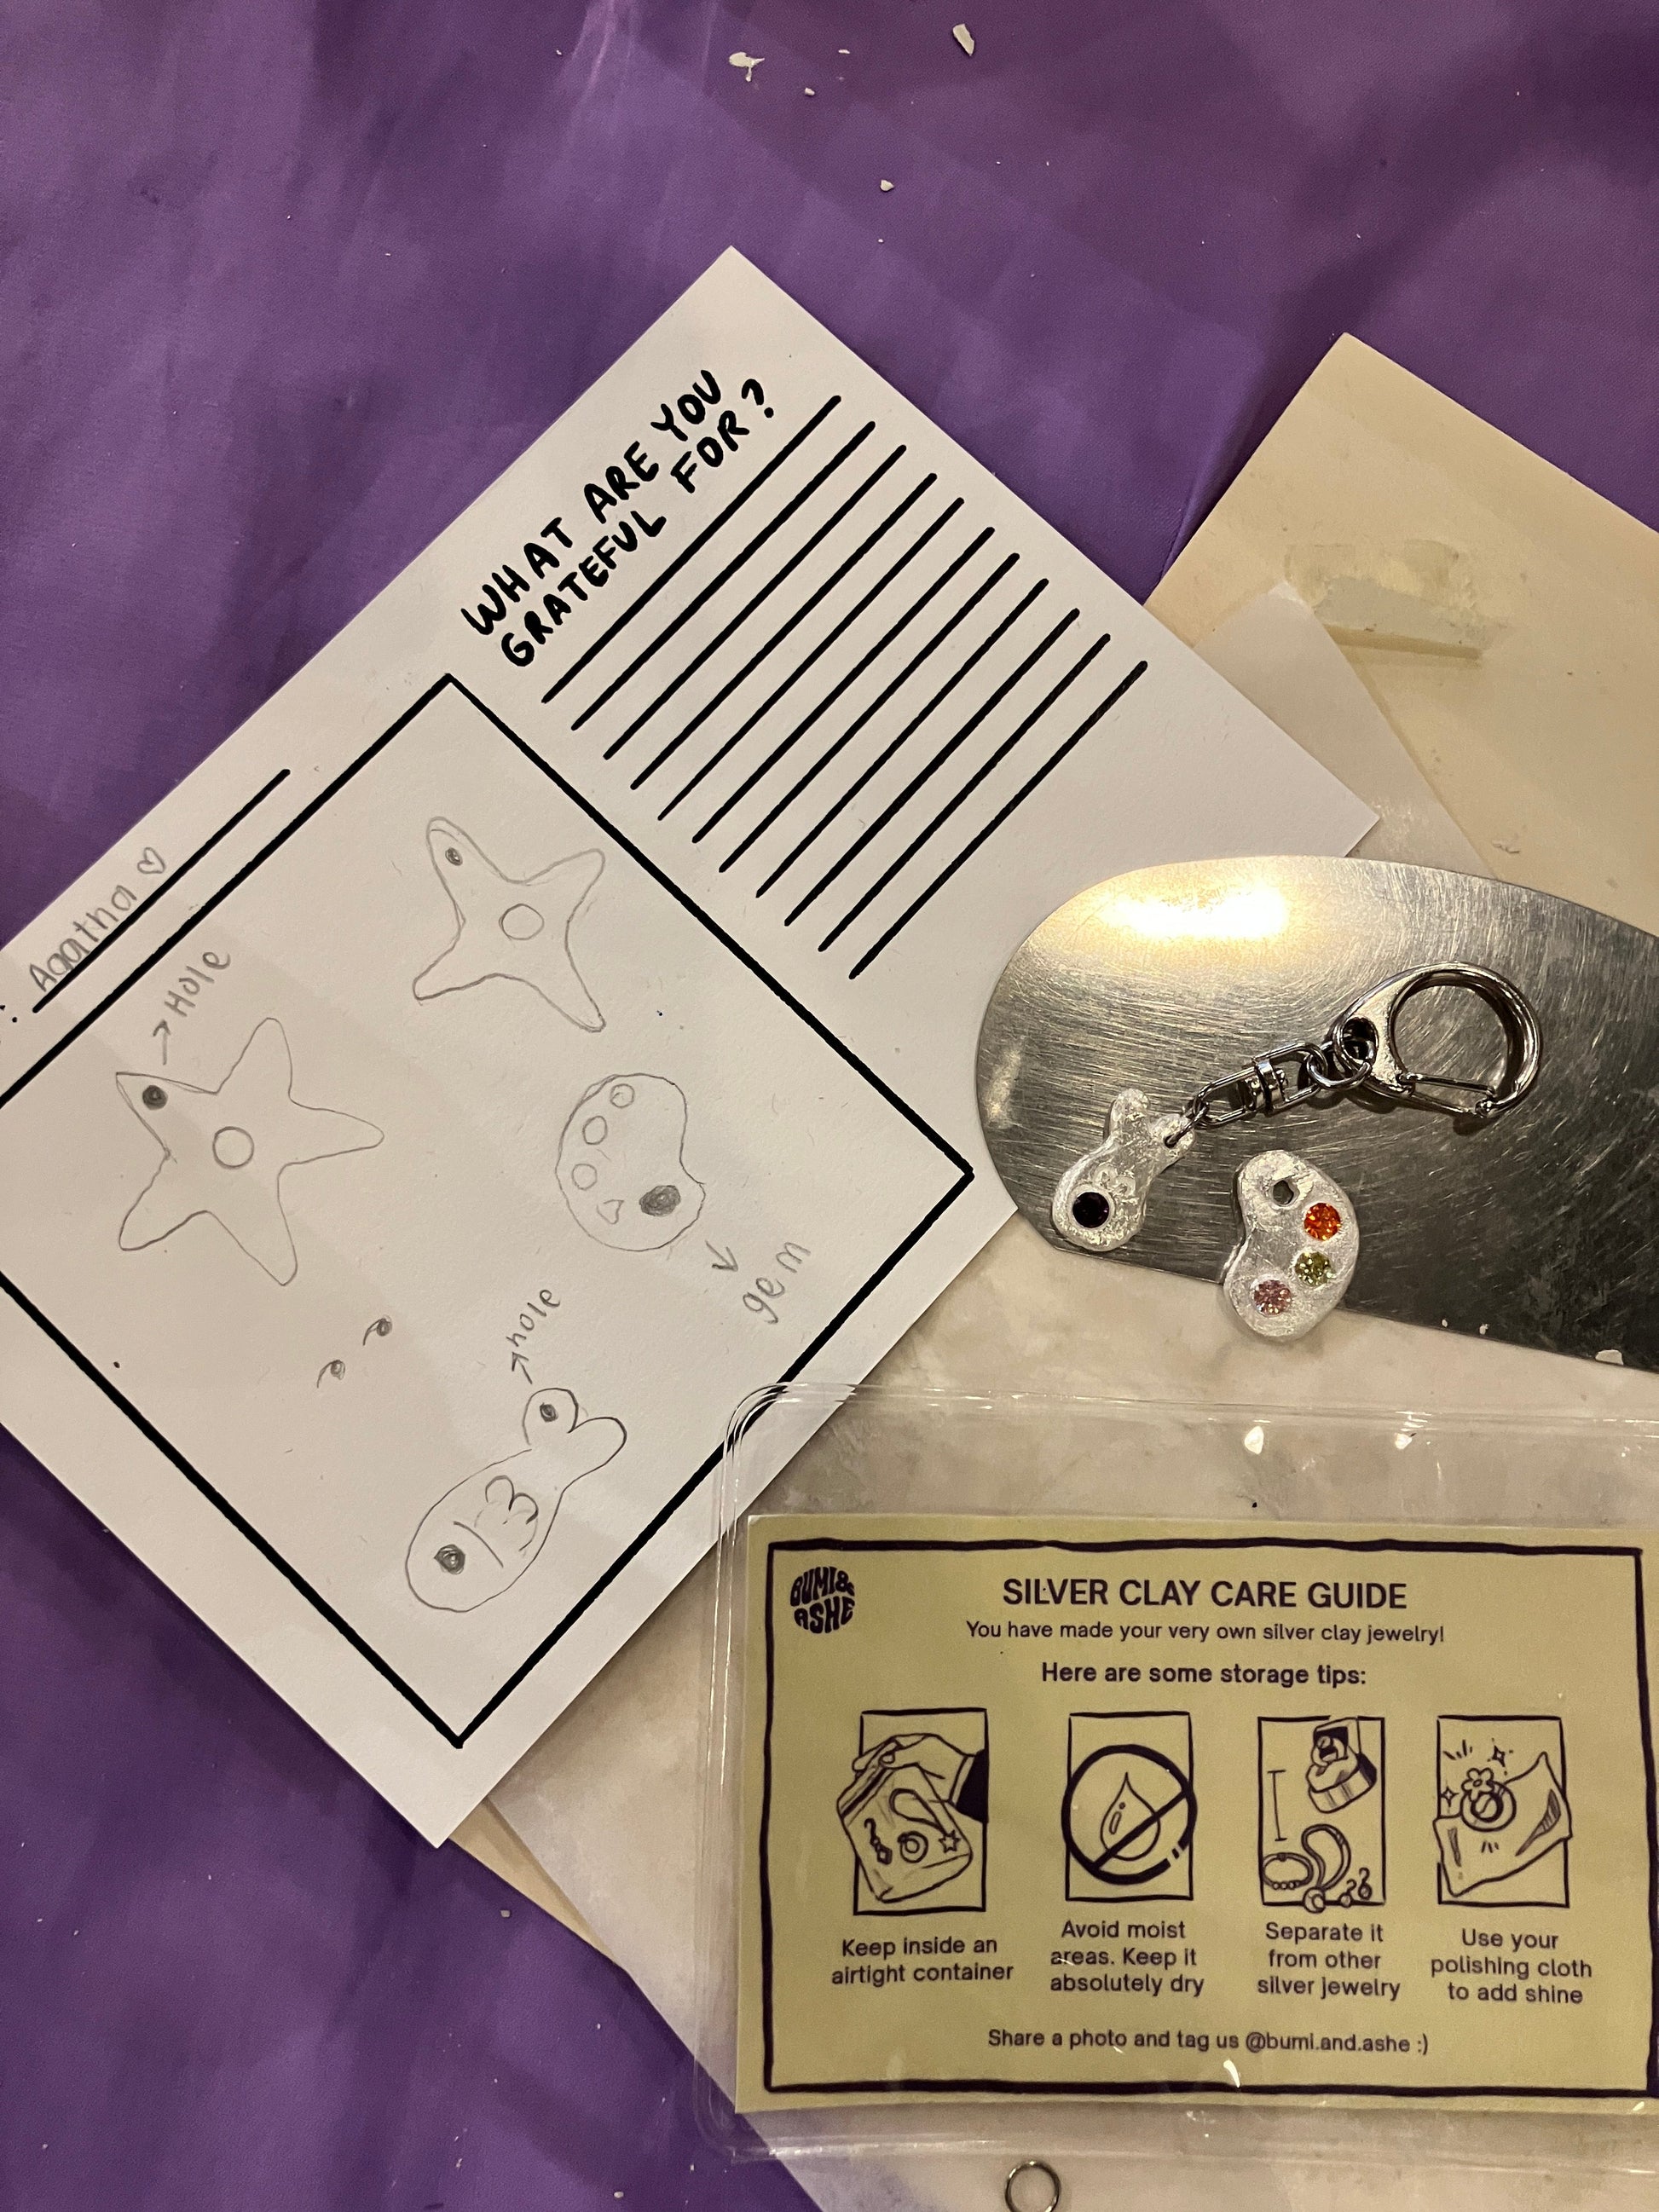 WHAT ARE YOU
GRATEFUL FOR?
: Agatha ♡
→ HOLE
→ gem
→ hole
BUMI &
ASHE
SILVER CLAY CARE GUIDE
You have made your very own silver clay jewelry!
Here are some storage tips:
Keep inside an
airtight container
Avoid moist
areas. Keep it
absolutely dry
Separate it
from other
silver jewelry
Use your
polishing cloth
to add shine
Share a photo and tag us @bumi.and.ashe :)